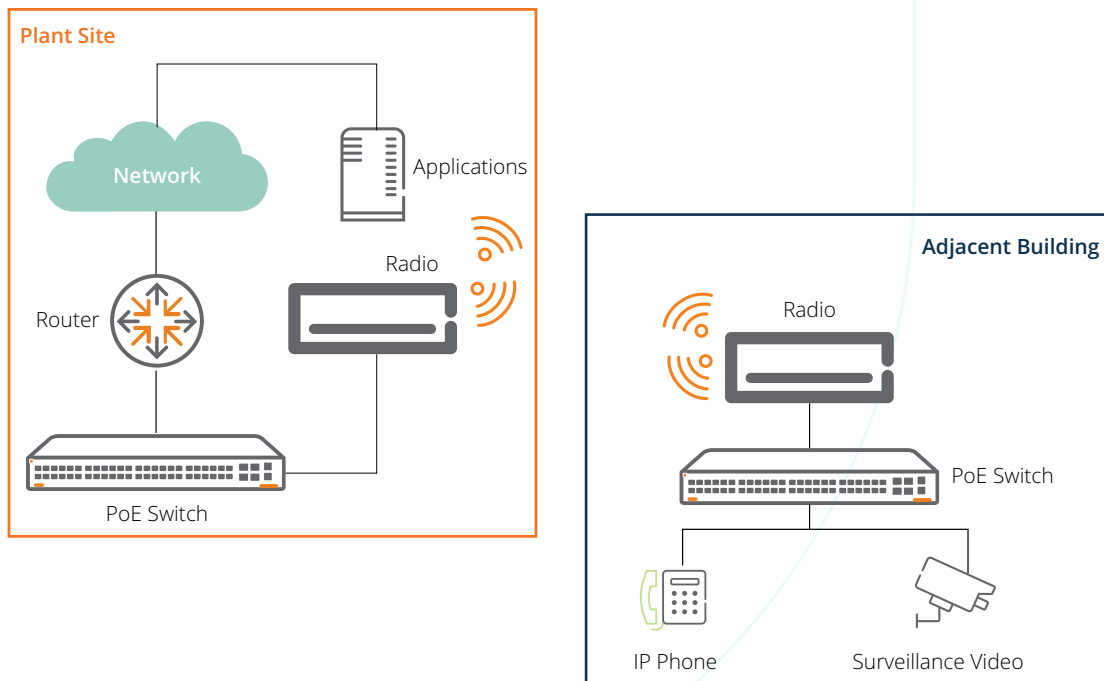 Plant Site
Network
Applications
Radio
Router
PoE Switch
Adjacent Building
Radio
PoE Switch
IP Phone
Surveillance Video